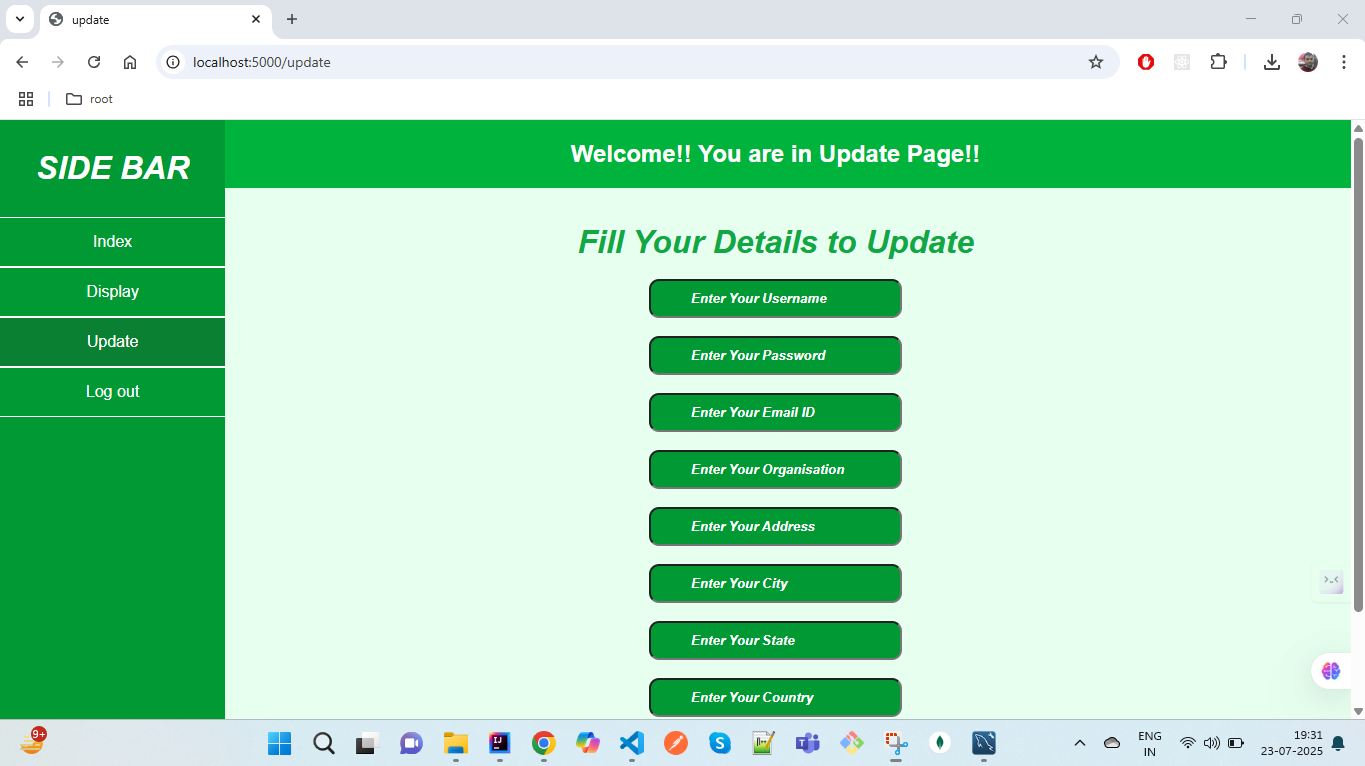 update
localhost:5000/update
root
SIDE BAR
Index
Display
Update
Log out
Welcome!! You are in Update Page!!
Fill Your Details to Update
Enter Your Username
Enter Your Password
Enter Your Email ID
Enter Your Organisation
Enter Your Address
Enter Your City
Enter Your State
Enter Your Country
9+
ENG
IN
19:31
23-07-2025